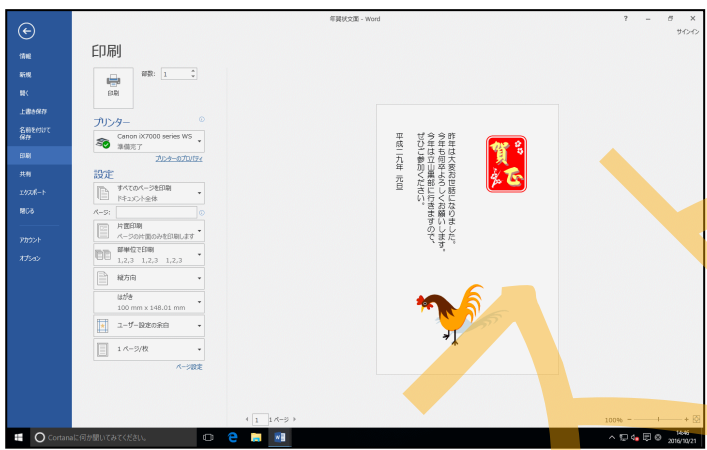 年賀状文面 - Word
? － ×
サインイン
情報
新規
開く
上書き保存
名前を付けて
保存
印刷
共有
エクスポート
閉じる
アカウント
オプション
印刷
印刷
部数: 1
プリンター
Canon iX7000 series WS
準備完了
プリンターのプロパティ
設定
すべてのページを印刷
ドキュメント全体
ページ:
片面印刷
ページの片面のみを印刷します
部単位で印刷
1,2,3 1,2,3 1,2,3
縦方向
はがき
100 mm x 148.01 mm
ユーザー設定の余白
1 ページ/枚
ページ設定
賀正
昨年は大変お世話になりました。
今年も何卒よろしくお願いします。
今年は立山黒部に行きますので、
ぜひご参加ください。
平成二九年 元旦
1 1 ページ
100% － +
Cortanaに何か聞いてみてください。
14:46
2016/10/21